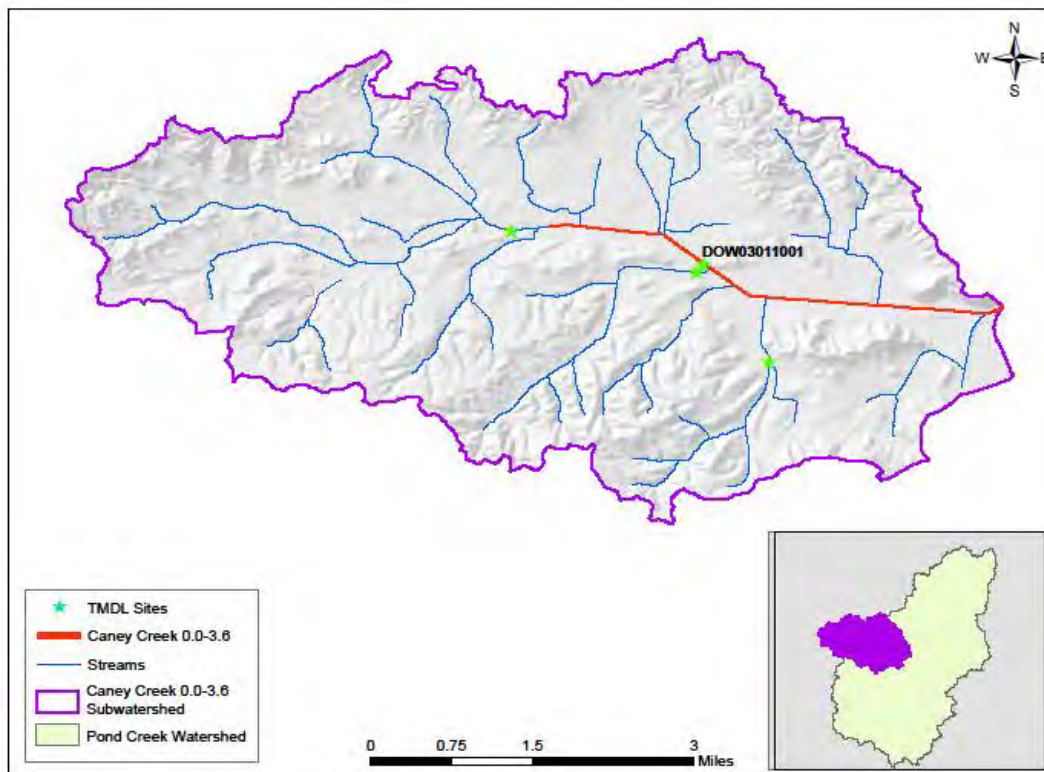 N
W E
S
DOW03011001
TMDL Sites
Caney Creek 0.0-3.6
Streams
Caney Creek 0.0-3.6
Subwatershed
Pond Creek Watershed
0 0.75 1.5 3
Miles